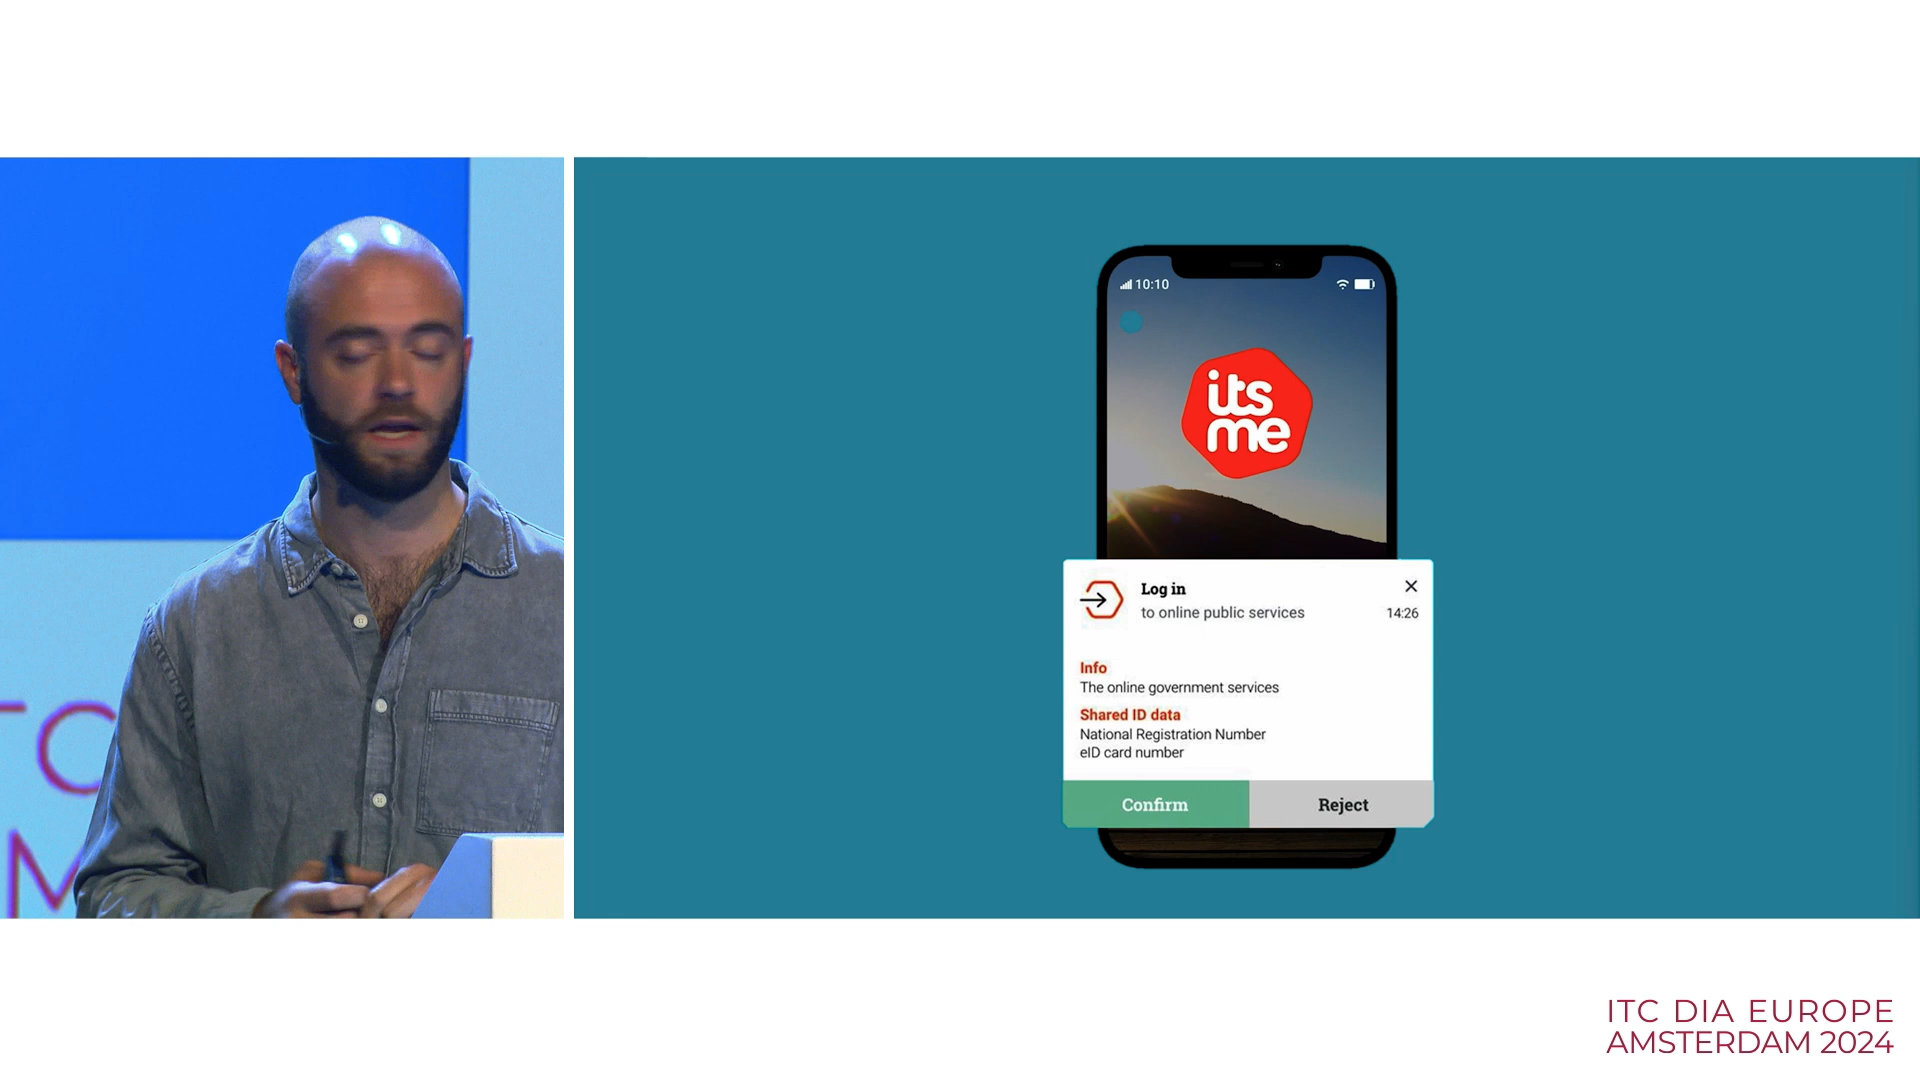 TC
M
10:10
its
me
Log in
to online public services
14:26
Info
The online government services
Shared ID data
National Registration Number
eID card number
Confirm
Reject
ITC DIA EUROPE
AMSTERDAM 2024